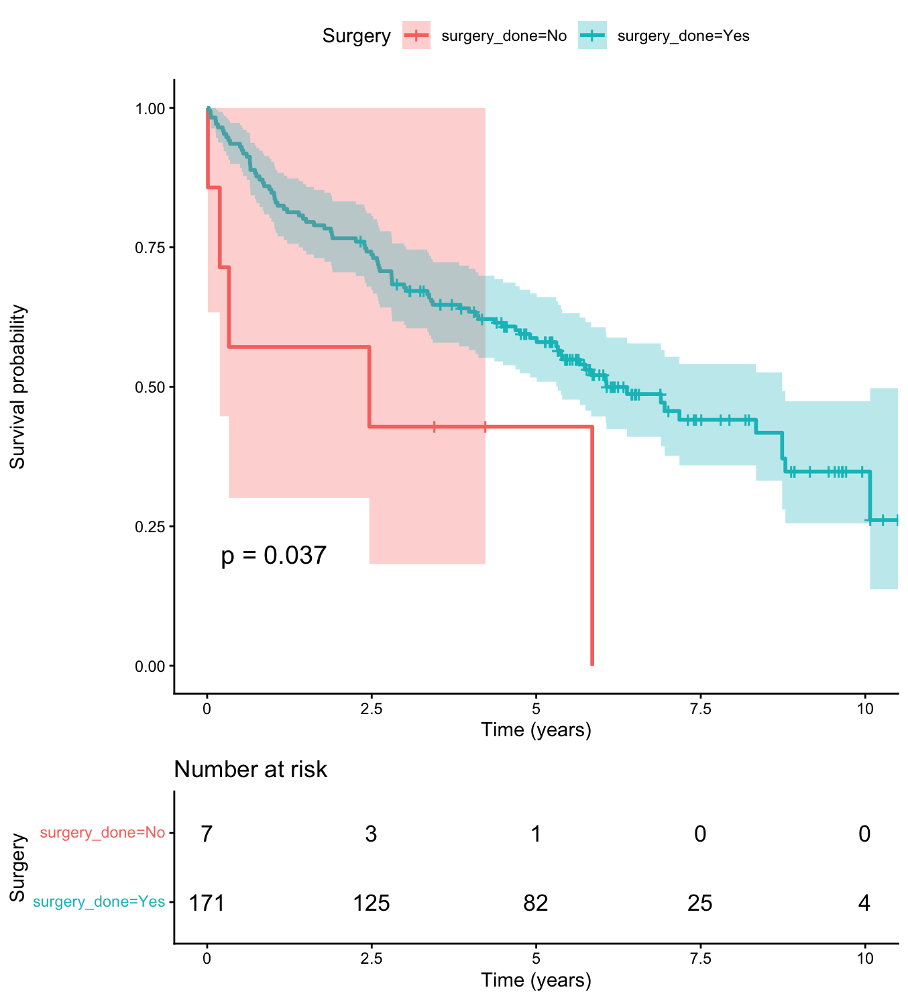 Surgery surgery_done=No surgery_done=Yes
Survival probability
1.00
0.75
0.50
0.25
0.00
p = 0.037
0 2.5 5 7.5 10
Time (years)
Number at risk
Surgery
surgery_done=No 7 3 1 0 0
surgery_done=Yes 171 125 82 25 4
0 2.5 5 7.5 10
Time (years)